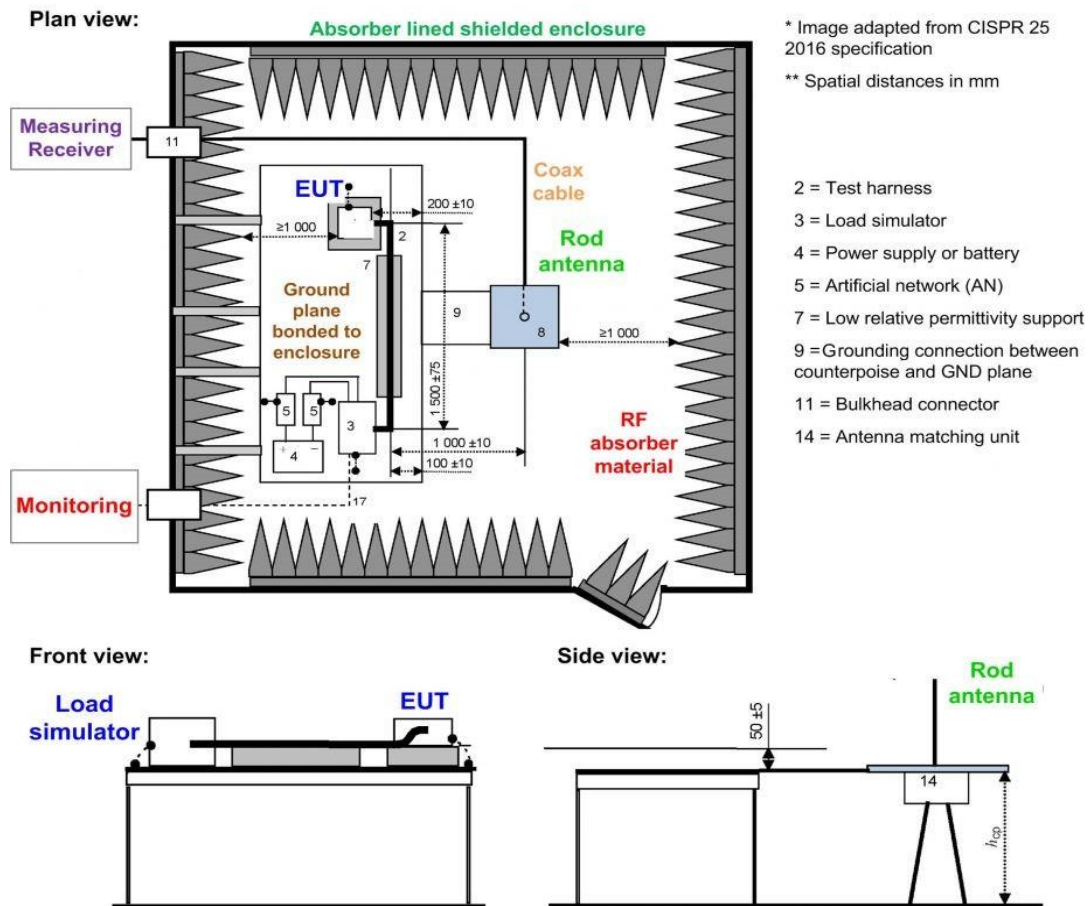 Plan view:
Absorber lined shielded enclosure
* Image adapted from CISPR 25
2016 specification
** Spatial distances in mm
Measuring
Receiver
11
EUT
Coax
cable
200 ±10
≥1 000
2
Rod
antenna
7
Ground
plane
bonded to
enclosure
9
8
≥1 000
1 500 ±75
5
5
3
+
−
4
1 000 ±10
100 ±10
RF
absorber
material
Monitoring
17
2 = Test harness
3 = Load simulator
4 = Power supply or battery
5 = Artificial network (AN)
7 = Low relative permittivity support
9 =Grounding connection between
counterpoise and GND plane
11 = Bulkhead connector
14 = Antenna matching unit
Front view:
Load
simulator
EUT
Side view:
Rod
antenna
50 ±5
14
hcp